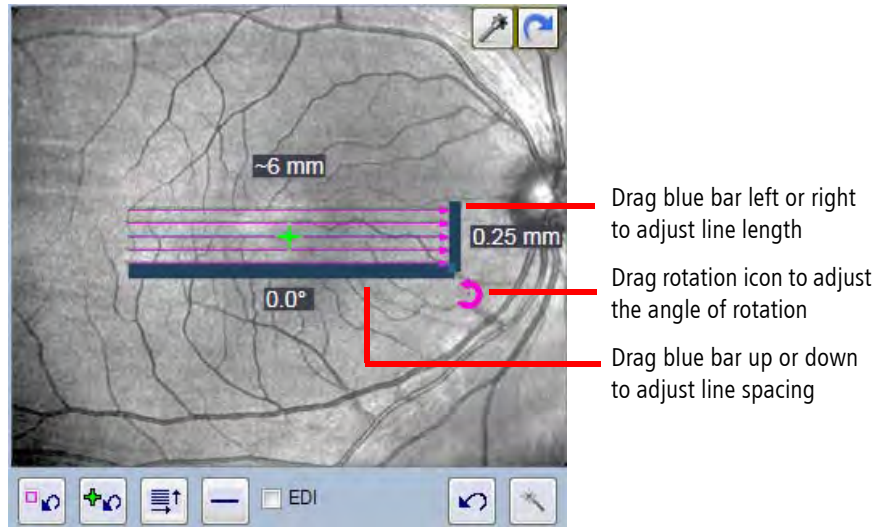 ~6 mm
Drag blue bar left or right
to adjust line length
0.25 mm
Drag rotation icon to adjust
the angle of rotation
0.0°
Drag blue bar up or down
to adjust line spacing
EDI